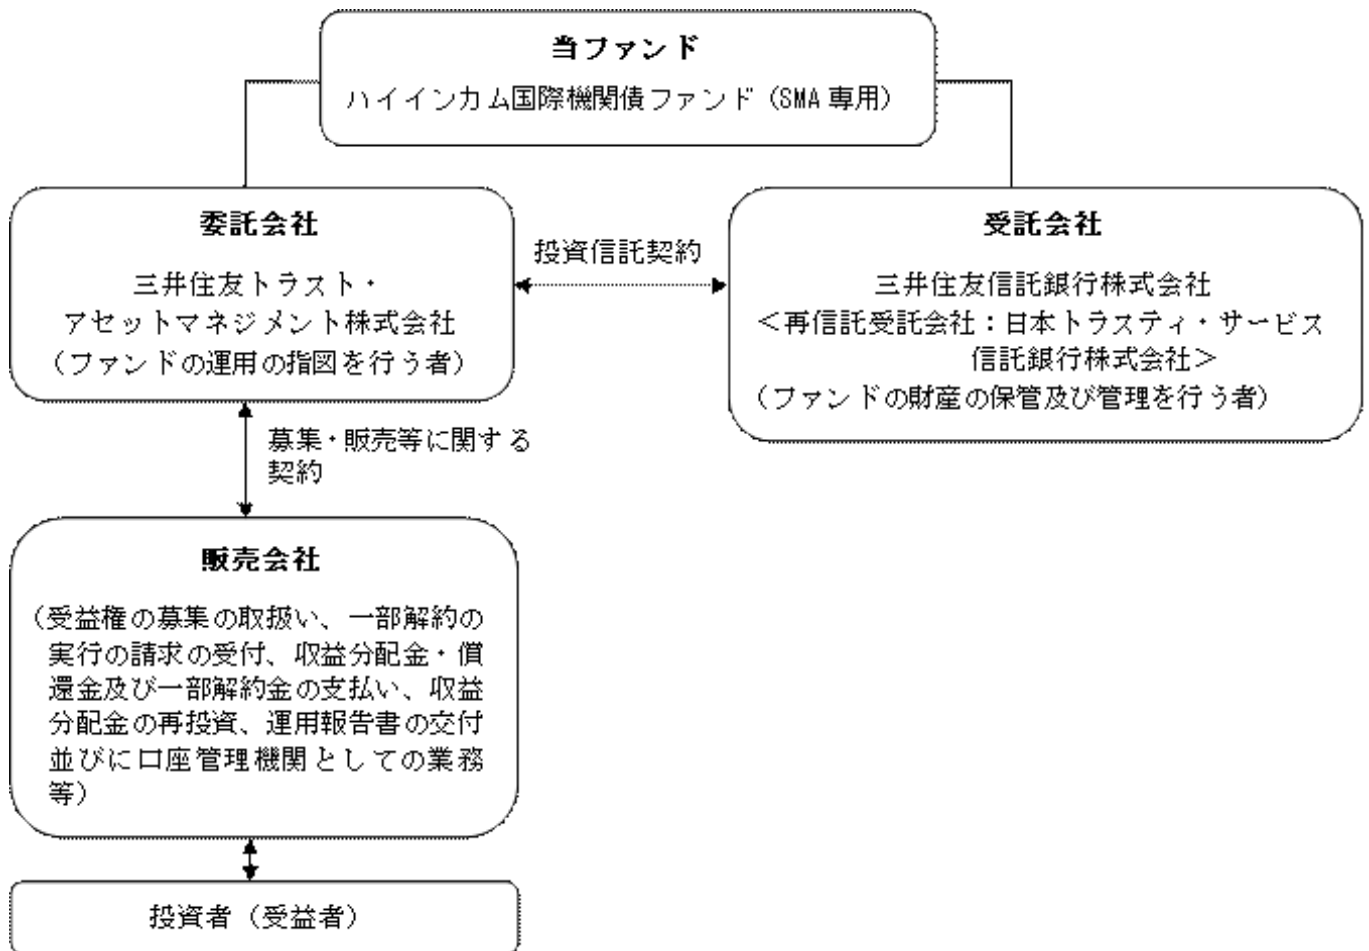 当ファンド
ハイインカム国際機関債ファンド（SMA 専用）
委託会社
三井住友トラスト・
アセットマネジメント株式会社
（ファンドの運用の指図を行う者）
投資信託契約
受託会社
三井住友信託銀行株式会社
＜再信託受託会社：日本トラスティ・サービス
信託銀行株式会社＞
（ファンドの財産の保管及び管理を行う者）
募集・販売等に関する
契約
販売会社
（受益権の募集の取扱い、一部解約の
実行の請求の受付、収益分配金・償
還金及び一部解約金の支払い、収益
分配金の再投資、運用報告書の交付
並びに口座管理機関としての業務
等）
投資者（受益者）